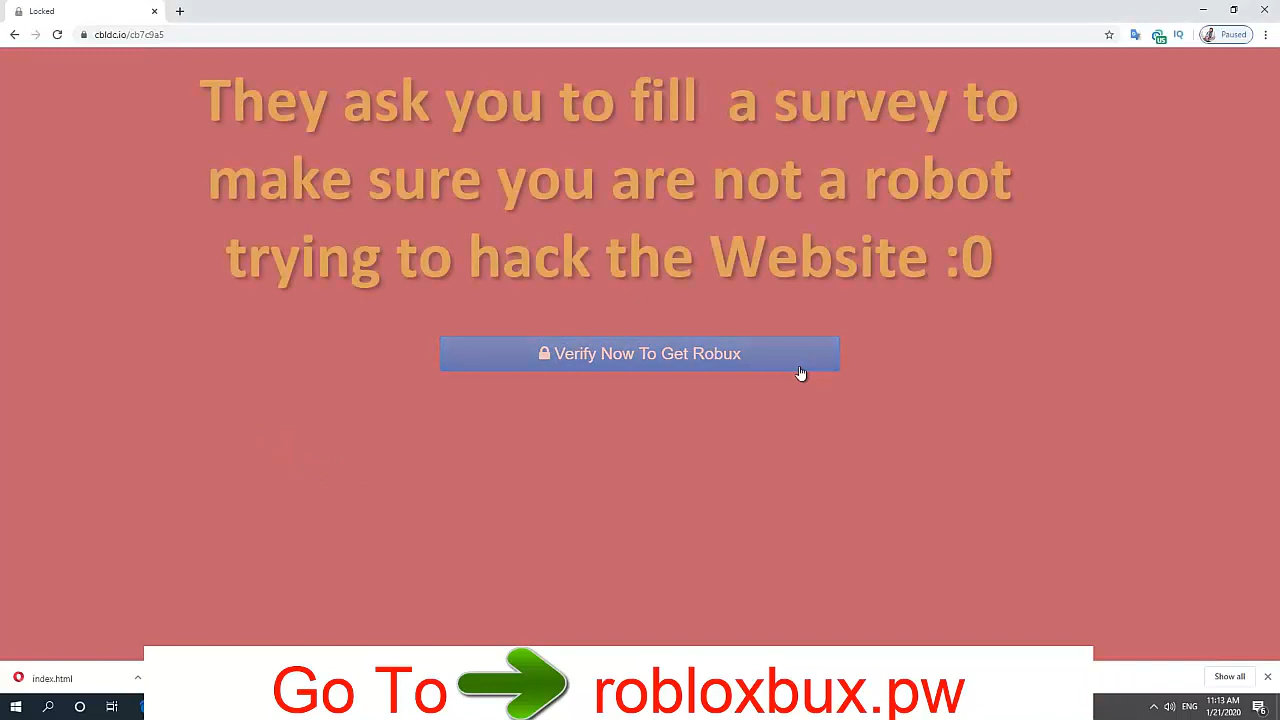 Locked
cbldc.io/cb7c9a5
Paused
They ask you to fill a survey to
make sure you are not a robot
trying to hack the Website :0
Verify Now To Get Robux
index.html
Show all
Go To robloxbux.pw
ENG
11:13 AM
1/21/2020